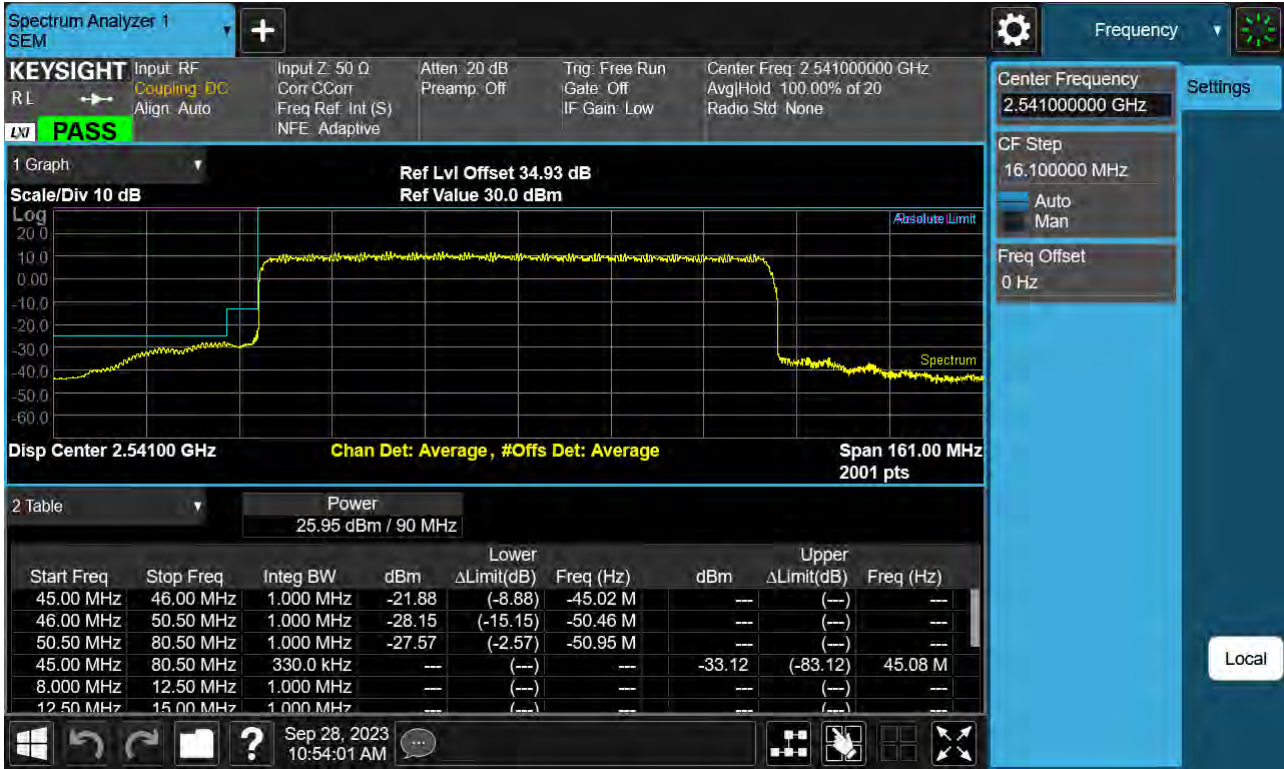 Spectrum Analyzer 1
SEM
Frequency
KEYSIGHT
RL
LXI PASS
Input: RF
Coupling: DC
Align: Auto
Input Z: 50 Ω
Corr CCorr
Freq Ref: Int (S)
NFE: Adaptive
Atten: 20 dB
Preamp: Off
Trig: Free Run
Gate: Off
IF Gain: Low
Center Freq: 2.541000000 GHz
Avg|Hold: 100.00% of 20
Radio Std: None
Center Frequency
2.541000000 GHz
Settings
CF Step
16.100000 MHz
Auto
Man
Freq Offset
0 Hz
Local
1 Graph
Scale/Div 10 dB
Ref Lvl Offset 34.93 dB
Ref Value 30.0 dBm
Log
20.0
10.0
0.00
-10.0
-20.0
-30.0
-40.0
-50.0
-60.0
Limit
Spectrum
Disp Center 2.54100 GHz
Chan Det: Average, #Offs Det: Average
Span 161.00 MHz
2001 pts
2 Table
Power
25.95 dBm / 90 MHz
Lower Upper
Start Freq Stop Freq Integ BW dBm ΔLimit(dB) Freq (Hz) dBm ΔLimit(dB) Freq (Hz)
45.00 MHz 46.00 MHz 1.000 MHz -21.88 (-8.88) -45.02 M --- (---) ---
46.00 MHz 50.50 MHz 1.000 MHz -28.15 (-15.15) -50.46 M --- (---) ---
50.50 MHz 80.50 MHz 1.000 MHz -27.57 (-2.57) -50.95 M --- (---) ---
45.00 MHz 80.50 MHz 330.0 kHz --- (---) --- -33.12 (-83.12) 45.08 M
8.000 MHz 12.50 MHz 1.000 MHz --- (---) --- --- (---) ---
12.50 MHz 15.00 MHz 1.000 MHz --- (---) --- --- (---) ---
Sep 28, 2023
10:54:01 AM